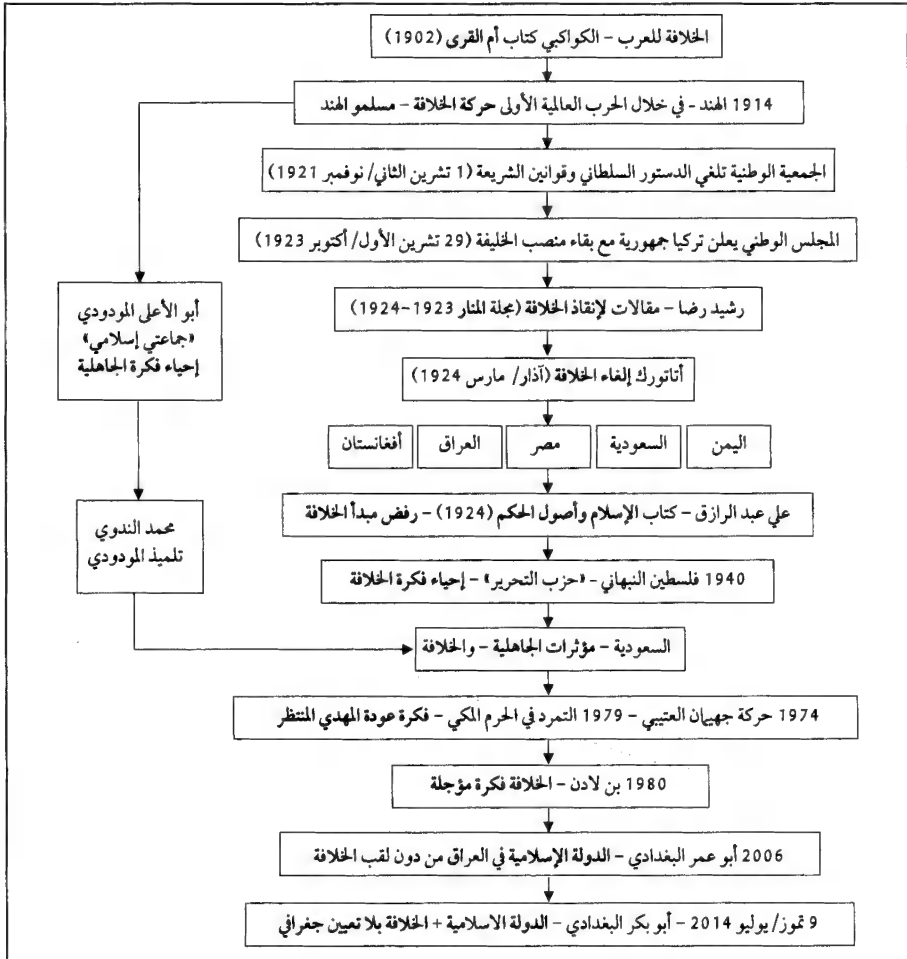 الخلافة للعرب – الكواكبي كتاب أم القرى (1902)
1914 الهند - في خلال الحرب العالمية الأولى حركة الخلافة – مسلمو الهند
الجمعية الوطنية تلغي الدستور السلطاني وقوانين الشريعة (1 تشرين الثاني/ نوفمبر 1921)
المجلس الوطني يعلن تركيا جمهورية مع بقاء منصب الخليفة (29 تشرين الأول/ أكتوبر 1923)
رشيد رضا – مقالات لإنقاذ الخلافة (مجلة المنار 1923–1924)
أبو الأعلى المودودي
«جماعتي إسلامي»
إحياء فكرة الجاهلية
أتاتورك إلغاء الخلافة (آذار/ مارس 1924)
اليمن
السعودية
مصر
العراق
أفغانستان
علي عبد الرازق – كتاب الإسلام وأصول الحكم (1924) – رفض مبدأ الخلافة
محمد الندوي
تلميذ المودودي
1940 فلسطين النبهاني - «حزب التحرير» – إحياء فكرة الخلافة
السعودية – مؤثرات الجاهلية – والخلافة
1974 حركة جهيمان العتيبي – 1979 التمرد في الحرم المكي – فكرة عودة المهدي المنتظر
1980 بن لادن – الخلافة فكرة مؤجلة
2006 أبو عمر البغدادي – الدولة الإسلامية في العراق من دون لقب الخلافة
9 تموز/ يوليو 2014 – أبو بكر البغدادي – الدولة الاسلامية + الخلافة بلا تعيين جغرافي